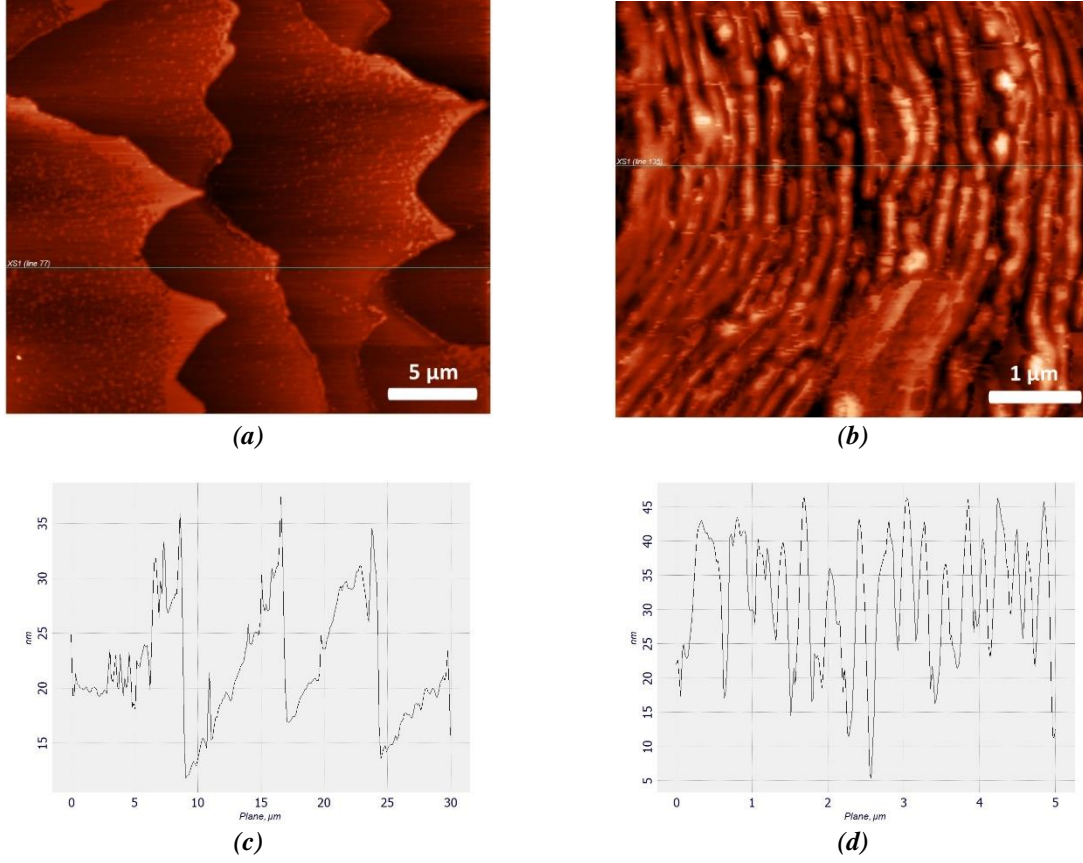 XS1 (line 77)
5 µm
(a)
XS1 (line 135)
1 µm
(b)
35
30
25
20
15
nm
0 5 10 15 20 25 30
Plane, µm
(c)
45
40
35
30
25
20
15
10
5
nm
0 1 2 3 4 5
Plane, µm
(d)